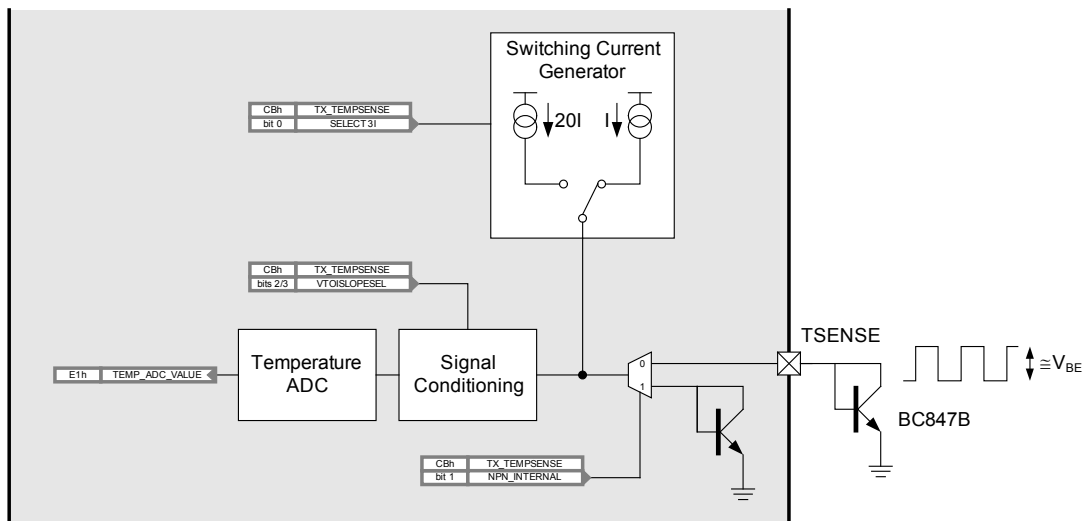 Switching Current
Generator
20I
I
CBh TX_TEMPSENSE
bit 0 SELECT3I
CBh TX_TEMPSENSE
bits 2/3 VTOISLOPESEL
TSENSE
Temperature
ADC
Signal
Conditioning
0
1
E1h TEMP_ADC_VALUE
≅VBE
BC847B
CBh TX_TEMPSENSE
bit 1 NPN_INTERNAL